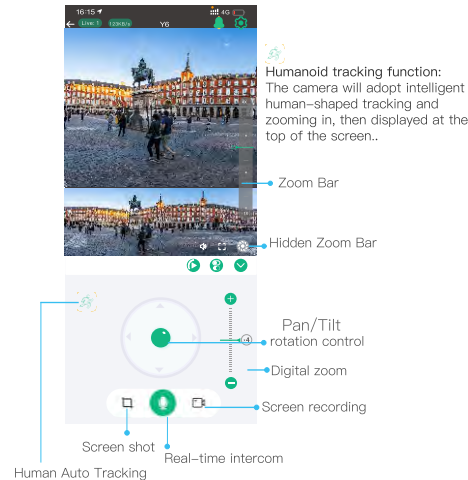 16:15
4G
Live: 1
123KB/s
Y6
Humanoid tracking function:
The camera will adopt intelligent
human-shaped tracking and
zooming in, then displayed at the
top of the screen..
Zoom Bar
Hidden Zoom Bar
Pan/Tilt
rotation control
Digital zoom
Screen recording
Screen shot
Real-time intercom
Human Auto Tracking